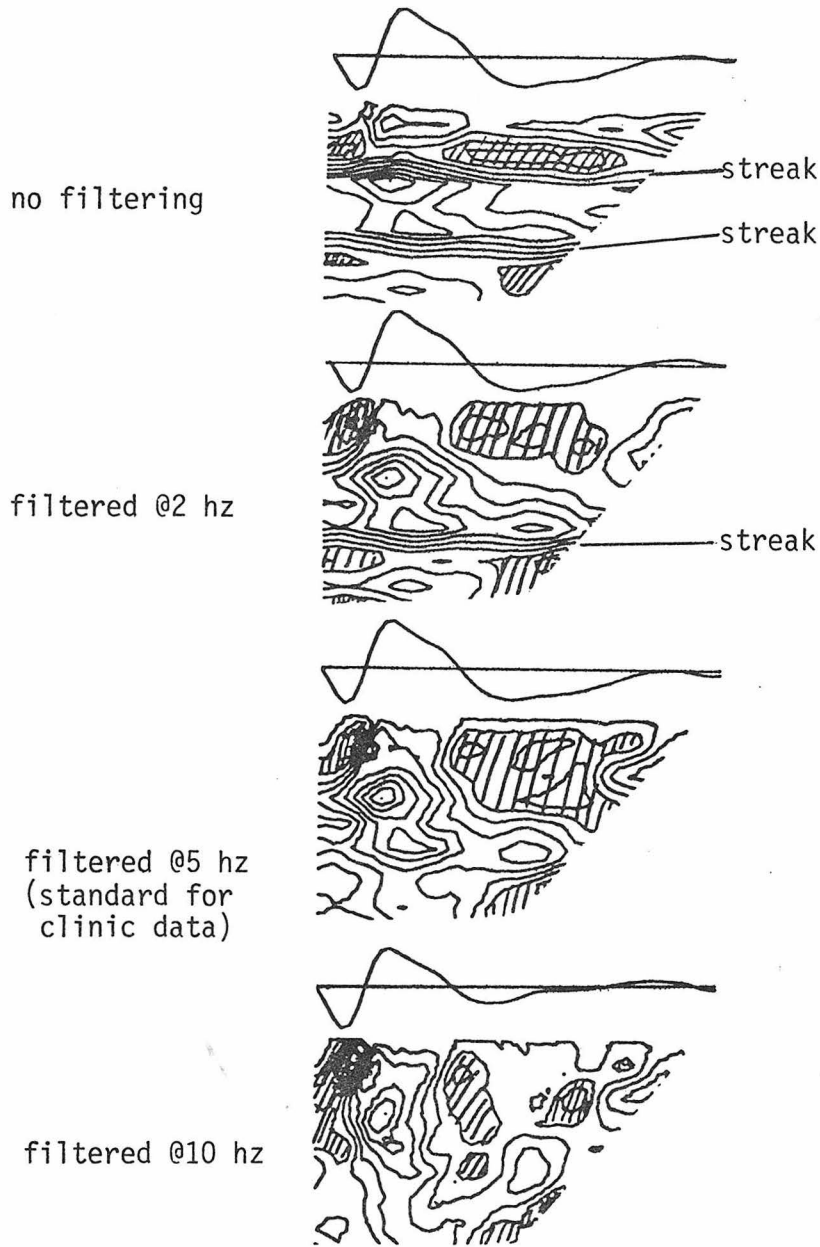 streak
no filtering
streak
filtered @2 hz
streak
filtered @5 hz
(standard for
clinic data)
filtered @10 hz